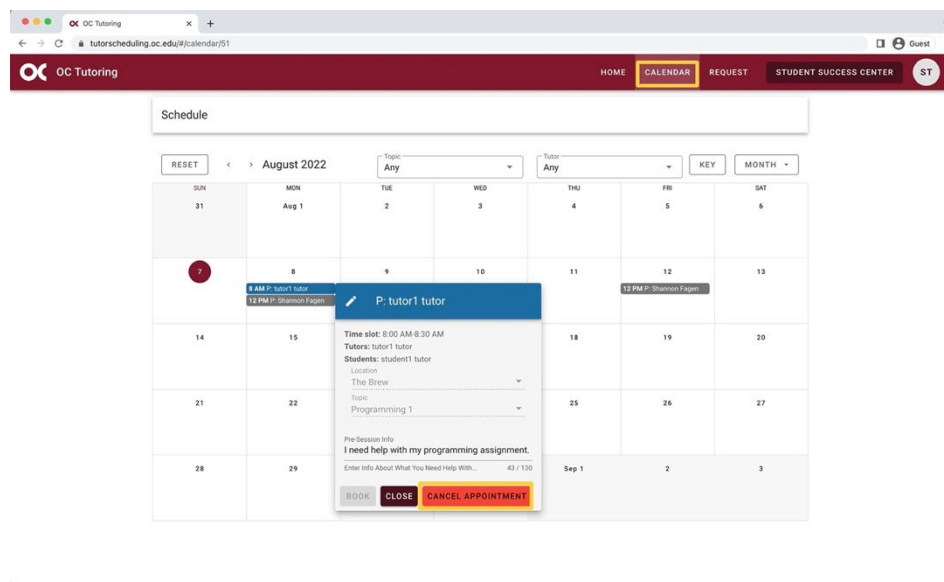 OC Tutoring
tutorscheduling.oc.edu/#/calendar/51
Guest
OC OC Tutoring
HOME CALENDAR REQUEST STUDENT SUCCESS CENTER ST
Schedule
RESET August 2022 Topic Any Tutor Any KEY MONTH
SUN MON TUE WED THU FRI SAT
31 Aug 1 2 3 4 5 6
7 8 9 10 11 12 13
8 AM P: tutor1 tutor
12 PM P: Shannon Fagen
12 PM P: Shannon Fagen
P: tutor1 tutor
Time slot: 8:00 AM-8:30 AM
Tutors: tutor1 tutor
Students: student1 tutor
Location
The Brew
Topic
Programming 1
Pre-Session Info
I need help with my programming assignment.
Enter Info About What You Need Help With... 43 / 130
BOOK CLOSE CANCEL APPOINTMENT
14 15 18 19 20
21 22 25 26 27
28 29 Sep 1 2 3